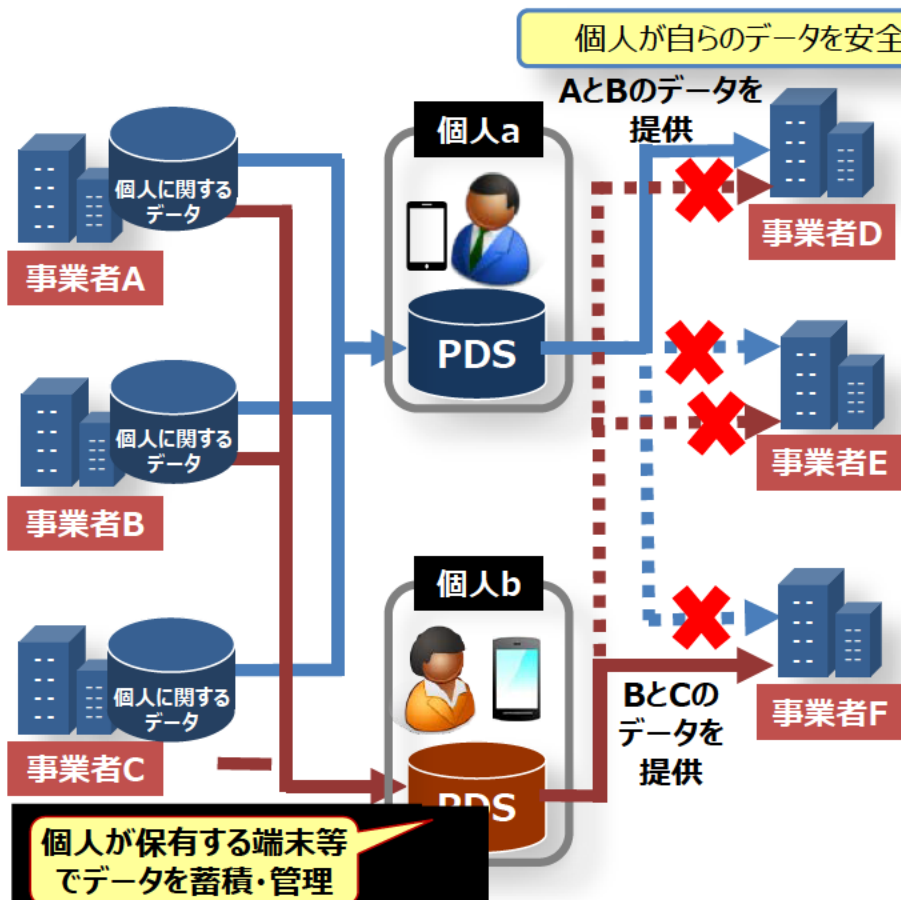 個人が自らのデータを安全
AとBのデータを
提供
個人a
個人に関する
データ
事業者A
PDS
事業者D
個人に関する
データ
事業者B
事業者E
個人b
個人に関する
データ
事業者C
PDS
BとCの
データを
提供
事業者F
個人が保有する端末等
でデータを蓄積・管理